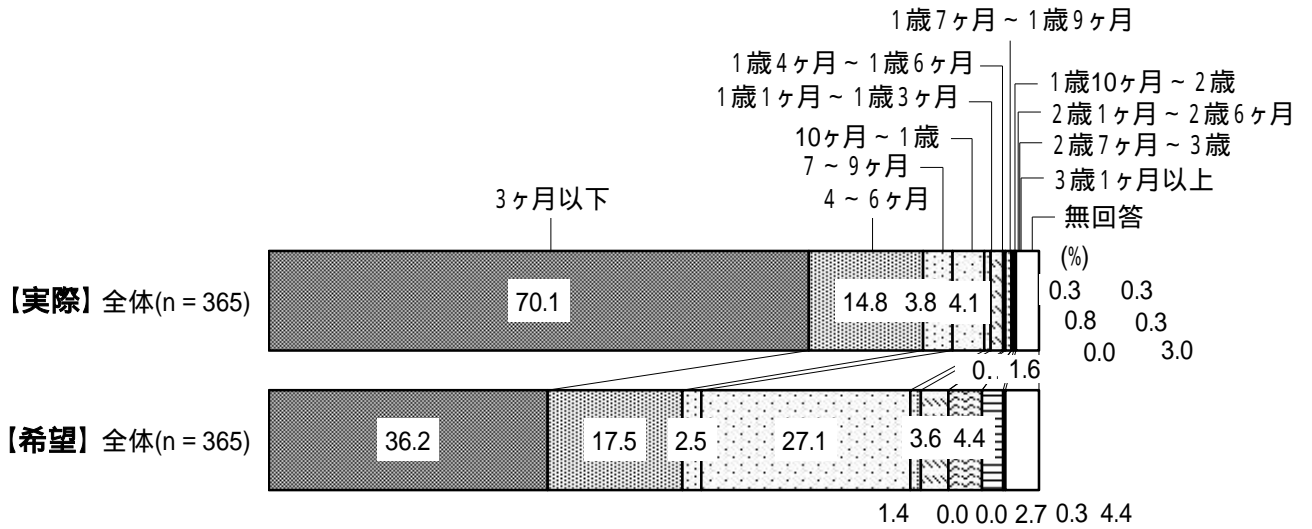 1歳7ヶ月～1歳9ヶ月
1歳4ヶ月～1歳6ヶ月
1歳10ヶ月～2歳
1歳1ヶ月～1歳3ヶ月
2歳1ヶ月～2歳6ヶ月
10ヶ月～1歳
2歳7ヶ月～3歳
7～9ヶ月
3歳1ヶ月以上
3ヶ月以下
4～6ヶ月
無回答
(%)
【実際】全体(n = 365)
70.1
14.8
3.8
4.1
0.3
0.3
0.8
0.3
0.0
3.0
1.6
【希望】全体(n = 365)
36.2
17.5
2.5
27.1
3.6
4.4
1.4
0.0
0.0
2.7
0.3
4.4